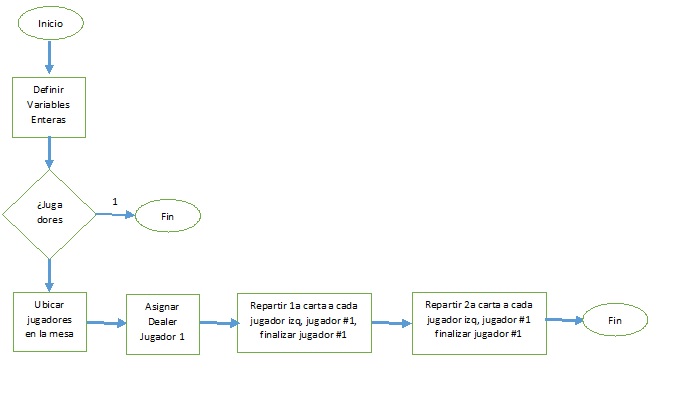 Inicio
Definir
Variables
Enteras
¿Juga
dores
1
Fin
Ubicar
jugadores
en la mesa
Asignar
Dealer
Jugador 1
Repartir 1a carta a cada
jugador izq, jugador #1,
finalizar jugador #1
Repartir 2a carta a cada
jugador izq, jugador #1
finalizar jugador #1
Fin